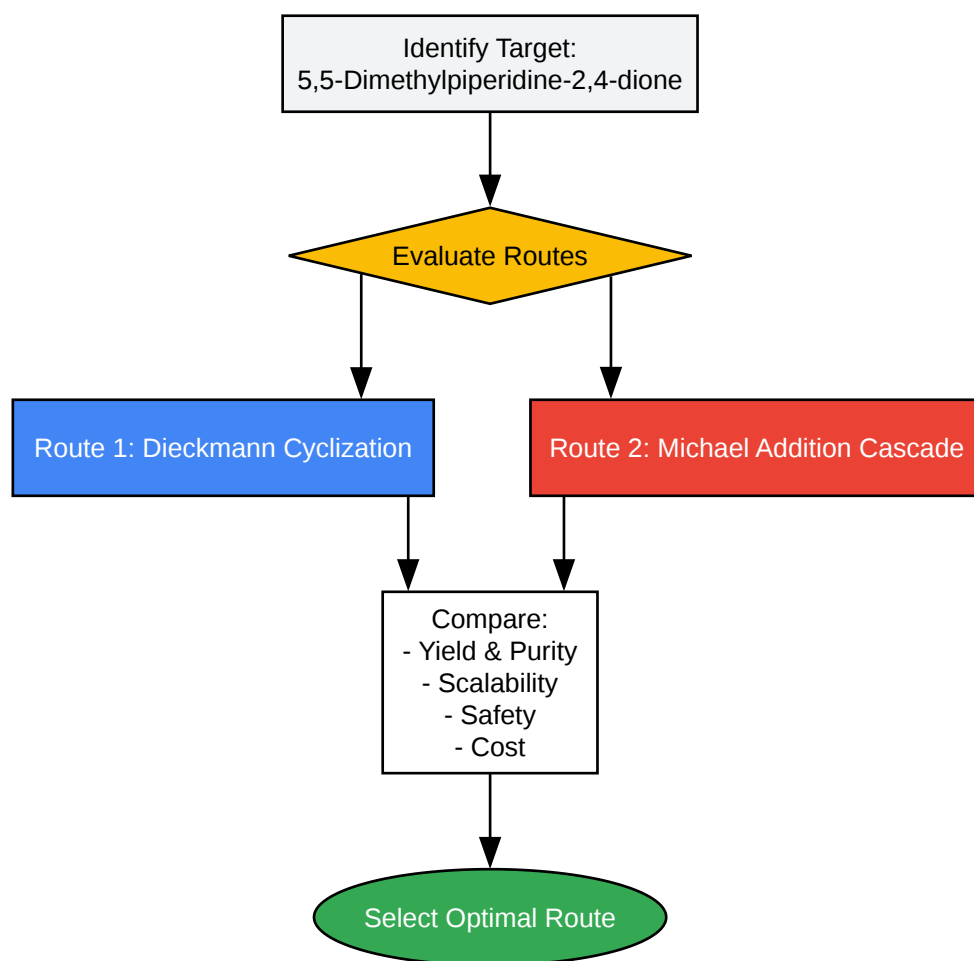 Identify Target:
5,5-Dimethylpiperidine-2,4-dione
Evaluate Routes
Route 1: Dieckmann Cyclization
Route 2: Michael Addition Cascade
Compare:
- Yield & Purity
- Scalability
- Safety
- Cost
Select Optimal Route